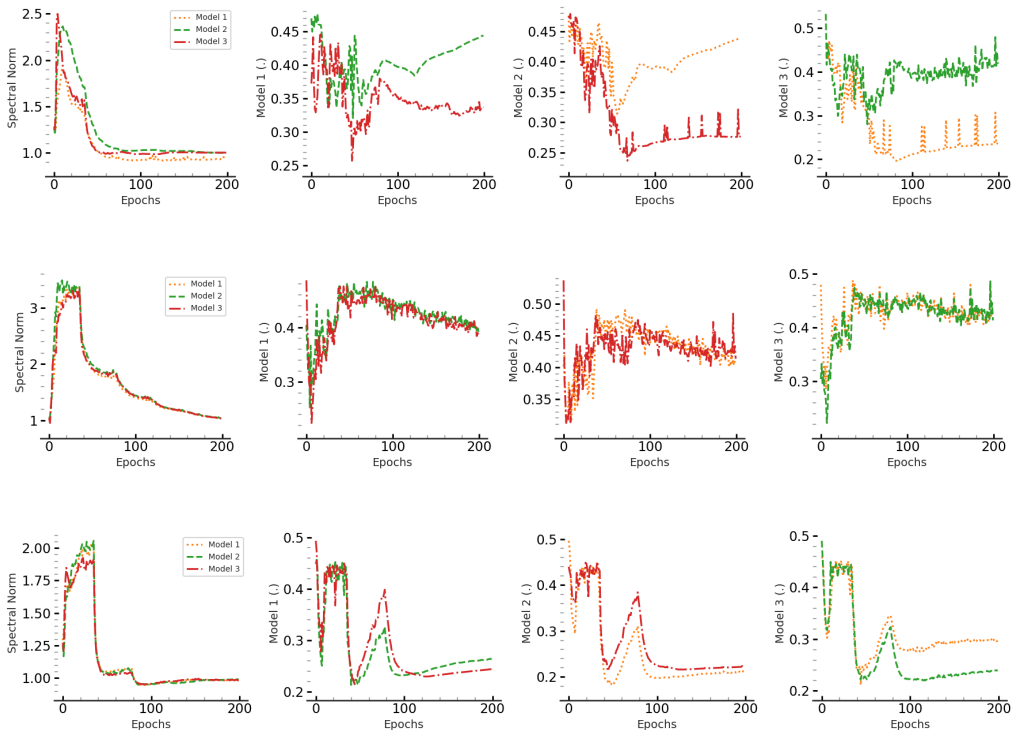 2.5
2.0
1.5
1.0
Spectral Norm
0
100
200
Epochs
Model 1
Model 2
Model 3
0.45
0.40
0.35
0.30
0.25
Model 1 (.)
0
100
200
Epochs
0.45
0.40
0.35
0.30
0.25
Model 2 (.)
0
100
200
Epochs
0.5
0.4
0.3
0.2
Model 3 (.)
0
100
200
Epochs
3
2
1
Spectral Norm
0
100
200
Epochs
Model 1
Model 2
Model 3
0.4
0.3
Model 1 (.)
0
100
200
Epochs
0.50
0.45
0.40
0.35
Model 2 (.)
0
100
200
Epochs
0.5
0.4
0.3
Model 3 (.)
0
100
200
Epochs
2.00
1.75
1.50
1.25
1.00
Spectral Norm
0
100
200
Epochs
Model 1
Model 2
Model 3
0.5
0.4
0.3
0.2
Model 1 (.)
0
100
200
Epochs
0.5
0.4
0.3
0.2
Model 2 (.)
0
100
200
Epochs
0.5
0.4
0.3
0.2
Model 3 (.)
0
100
200
Epochs